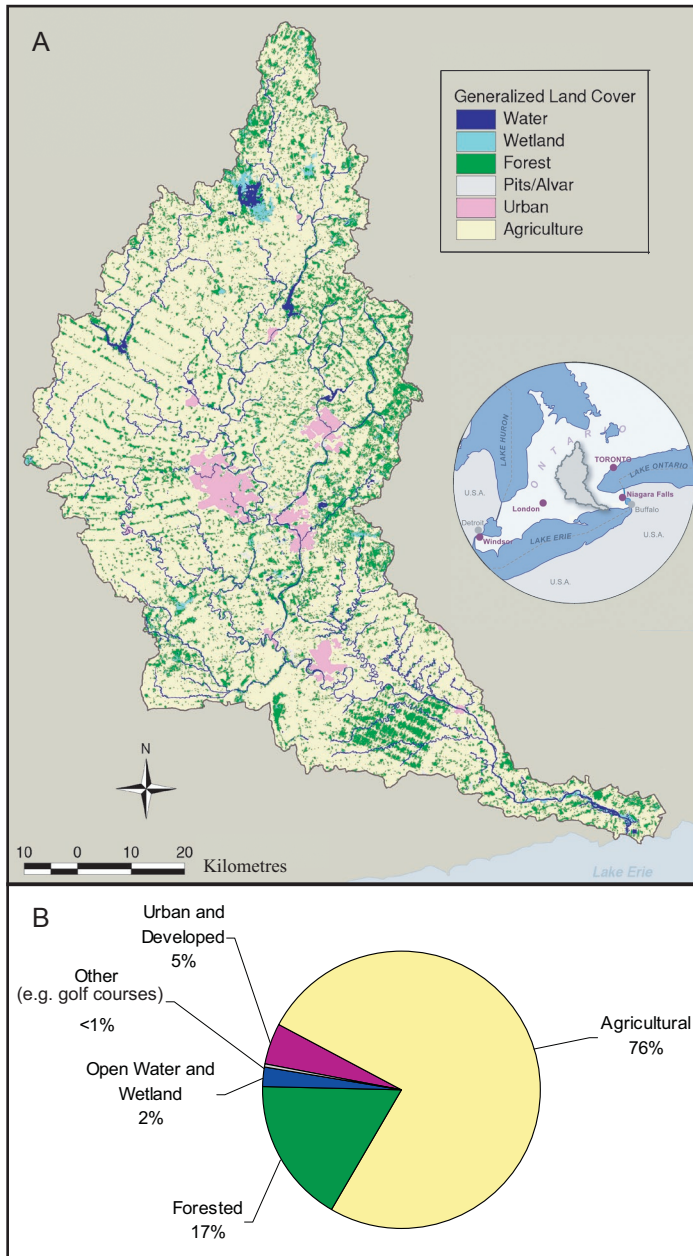 A
Generalized Land Cover
Water
Wetland
Forest
Pits/Alvar
Urban
Agriculture
LAKE HURON
ONTARIO
TORONTO
LAKE ONTARIO
U.S.A.
Niagara Falls
London
Buffalo
Detroit
Windsor
LAKE ERIE
U.S.A.
U.S.A.
N
10 0 10 20 Kilometres
Lake Erie
B
Urban and
Developed
5%
Other
(e.g. golf courses)
<1%
Agricultural
76%
Open Water and
Wetland
2%
Forested
17%